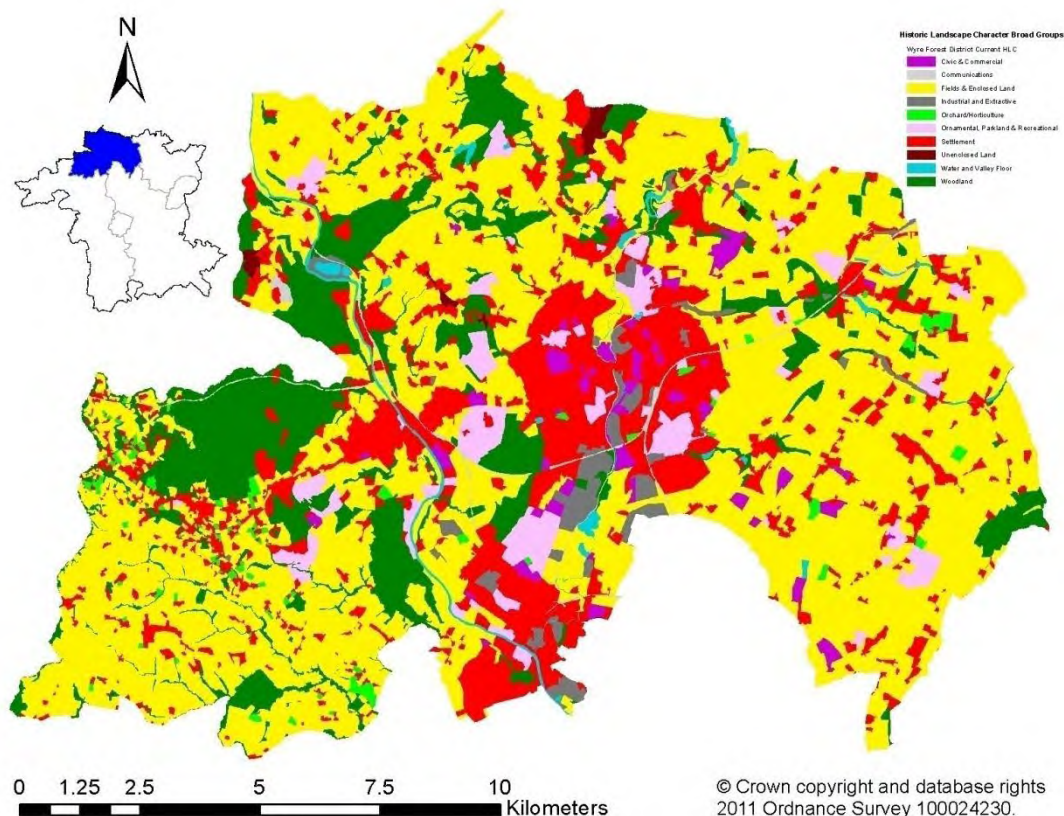 N
Historic Landscape Character Broad Groups
Wyre Forest District Current HLC
Civic & Commercial
Communications
Fields & Enclosed Land
Industrial and Extractive
Orchard/Horticulture
Ornamental, Parkland & Recreational
Settlement
Unenclosed Land
Water and Valley Floor
Woodland
0 1.25 2.5 5 7.5 10
Kilometers
© Crown copyright and database rights
2011 Ordnance Survey 100024230.